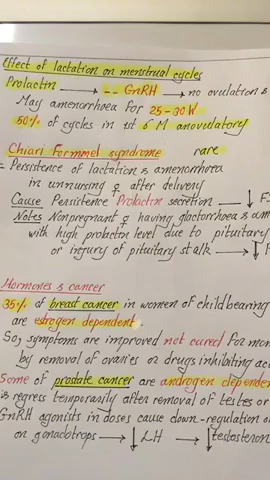 Effect of lactation on menstrual cycles
Prolactin → -- GnRH → no ovulation &
May amenorrhoea for 25-30W
50% of cycles in 1st 6 M anovulatory
Chiari Formmel syndrome rare
= Persistence of lactation & amenorrhoea
in unnursing ♀ after delivery
Cause Persistence Prolactin secretion → ↓ F
Notes Nonpregnant ♀ having glactorrhoea &
with high prolactin level due to pituitary
or injury of pituitary stalk → ↓
Hormones & cancer
35% of breast cancer in women of childbearing
are estrogen dependent.
So, symptoms are improved not cured for
by removal of ovaries or drugs inhibiting
Some of prostate cancer are androgen
is regress temporarily after removal of testes or
GnRH agonists in doses cause down-regulation
on gonadotrops → ↓ LH → ↓ testosteron